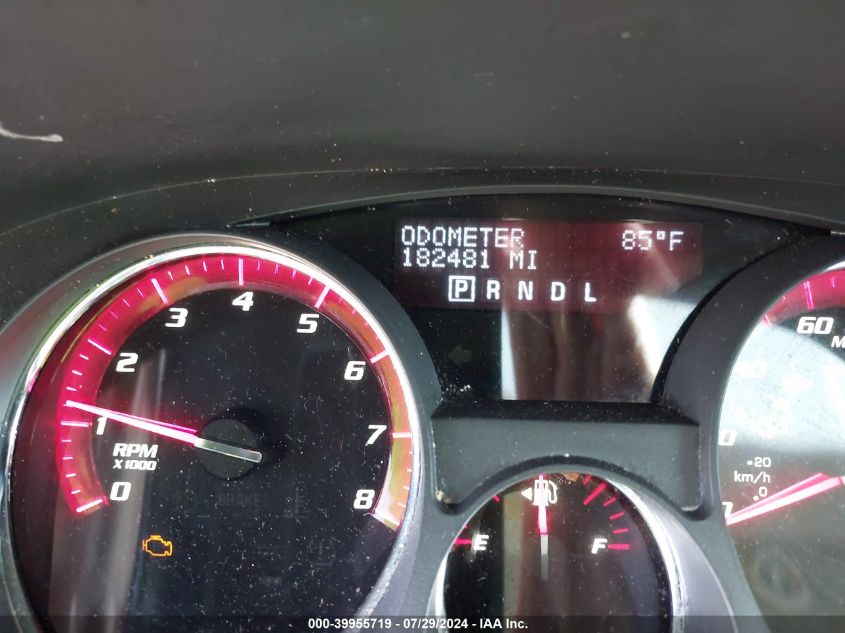 ODOMETER 85°F
182481 MI
P R N D L
0 1 2 3 4 5 6 7 8
RPM
X1000
BRAKE
E F
60
20
km/h
0
000-39955719 - 07/29/2024 - IAA Inc.